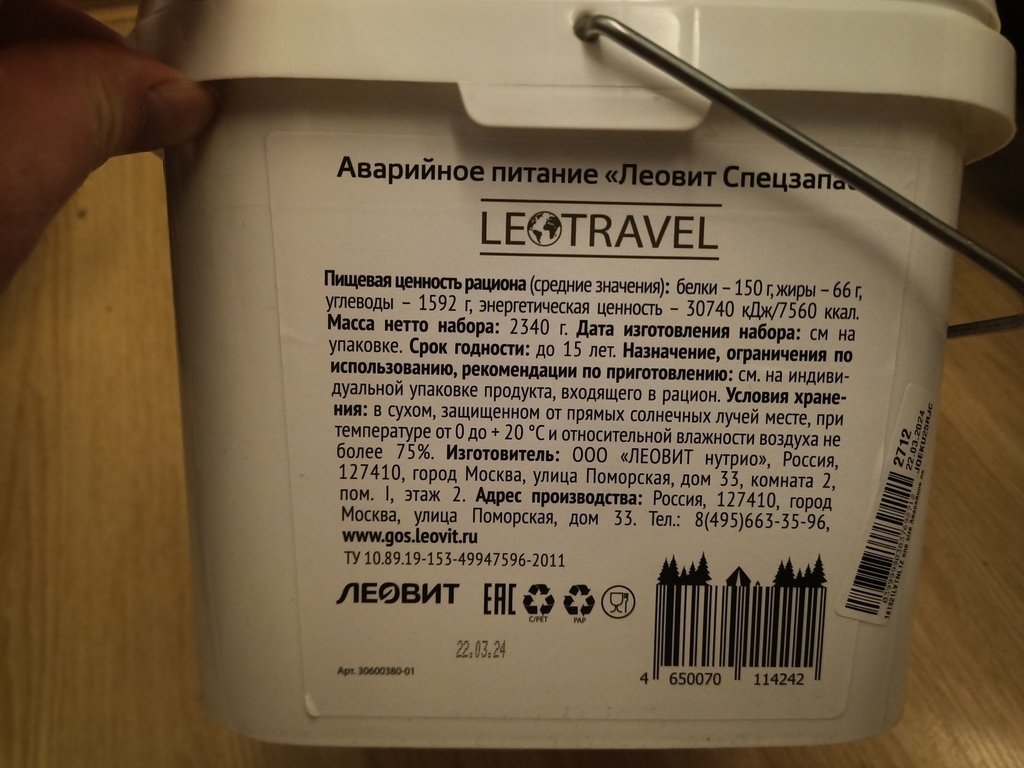 Аварийное питание «Леовит Спецзапас
LEOTRAVEL
Пищевая ценность рациона (средние значения): белки – 150 г, жиры – 66 г,
углеводы – 1592 г, энергетическая ценность – 30740 кДж/7560 ккал.
Масса нетто набора: 2340 г. Дата изготовления набора: см на
упаковке. Срок годности: до 15 лет. Назначение, ограничения по
использованию, рекомендации по приготовлению: см. на индиви-
дуальной упаковке продукта, входящего в рацион. Условия хране-
ния: в сухом, защищенном от прямых солнечных лучей месте, при
температуре от 0 до + 20 °С и относительной влажности воздуха не
более 75%. Изготовитель: ООО «ЛЕОВИТ нутрио», Россия,
127410, город Москва, улица Поморская, дом 33, комната 2,
пом. I, этаж 2. Адрес производства: Россия, 127410, город
Москва, улица Поморская, дом 33. Тел.: 8(495)663-35-96,
www.gos.leovit.ru
ТУ 10.89.19-153-49947596-2011
ЛЕОВИТ
EAC
C/PET
PAP
22.03.24
Арт. 30600380-01
4 650070 114242
2712
22.03.2024